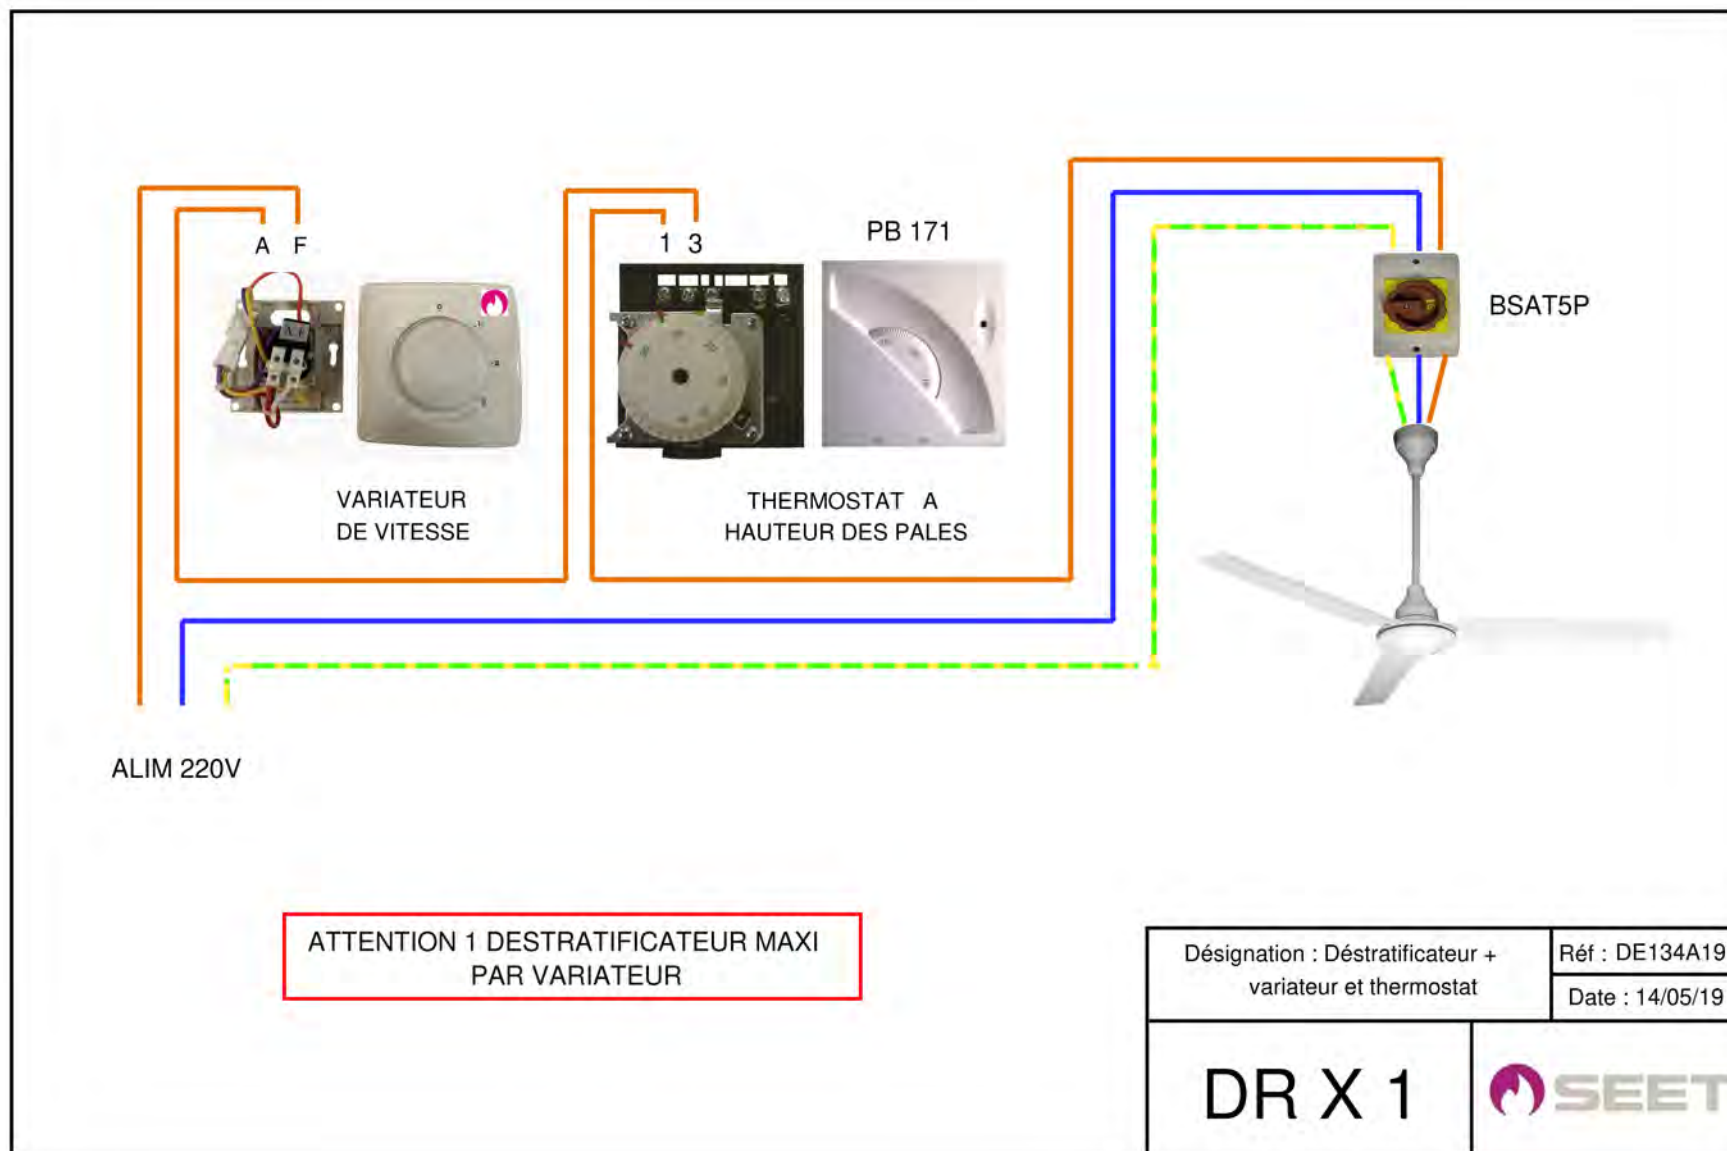 A F
1 3
PB 171
BSAT5P
VARIATEUR
DE VITESSE
THERMOSTAT A
HAUTEUR DES PALES
ALIM 220V
ATTENTION 1 DESTRATIFICATEUR MAXI
PAR VARIATEUR
Désignation : Déstratificateur +
variateur et thermostat
Réf : DE134A19
Date : 14/05/19
DR X 1
SEET